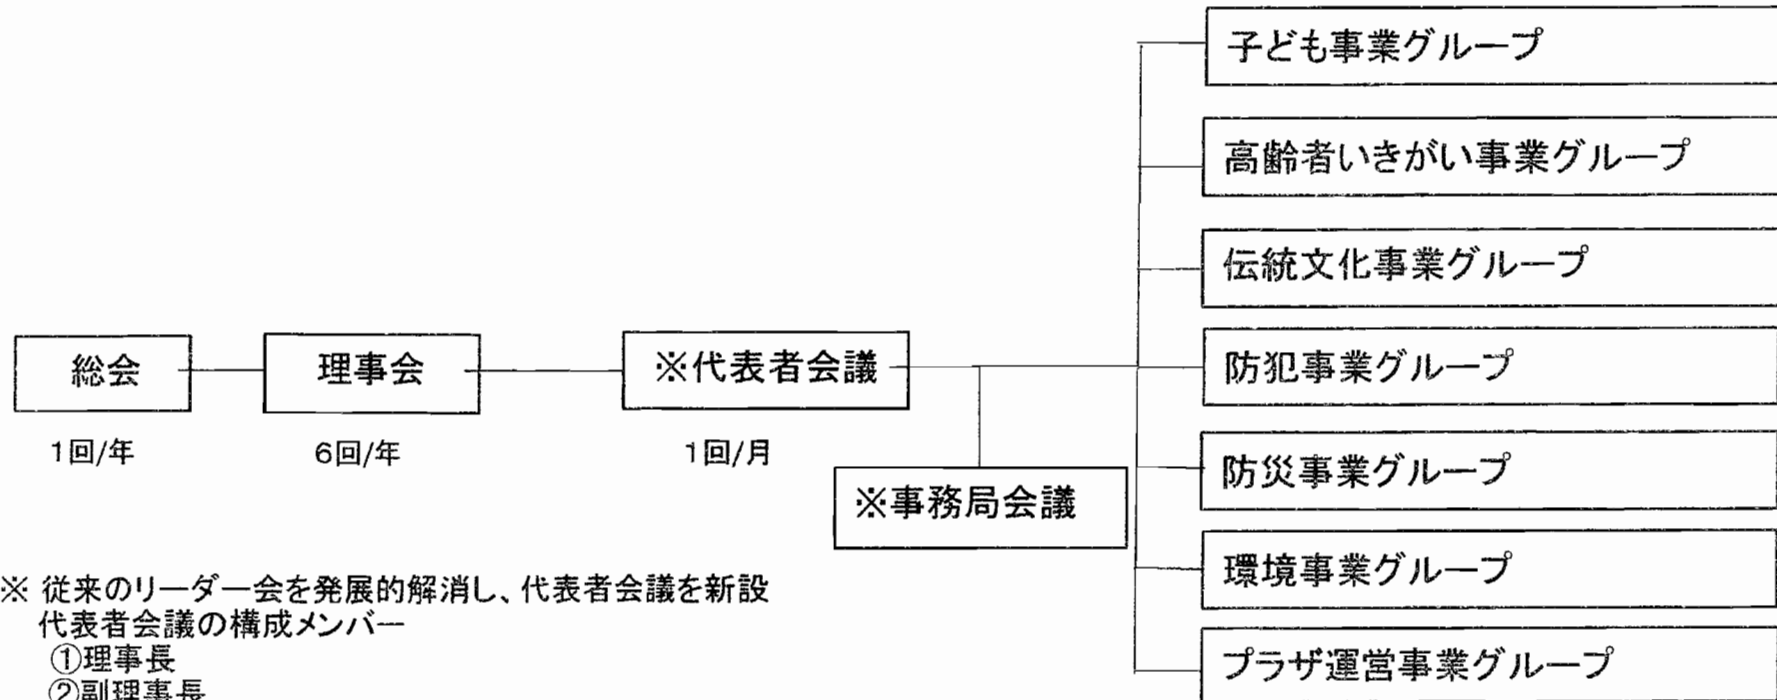 子ども事業グループ
高齢者いきがい事業グループ
伝統文化事業グループ
総会
理事会
※代表者会議
防犯事業グループ
1回/年
6回/年
1回/月
防災事業グループ
※事務局会議
環境事業グループ
プラザ運営事業グループ
※ 従来のリーダー会を発展的解消し、代表者会議を新設
代表者会議の構成メンバー
①理事長
②副理事長